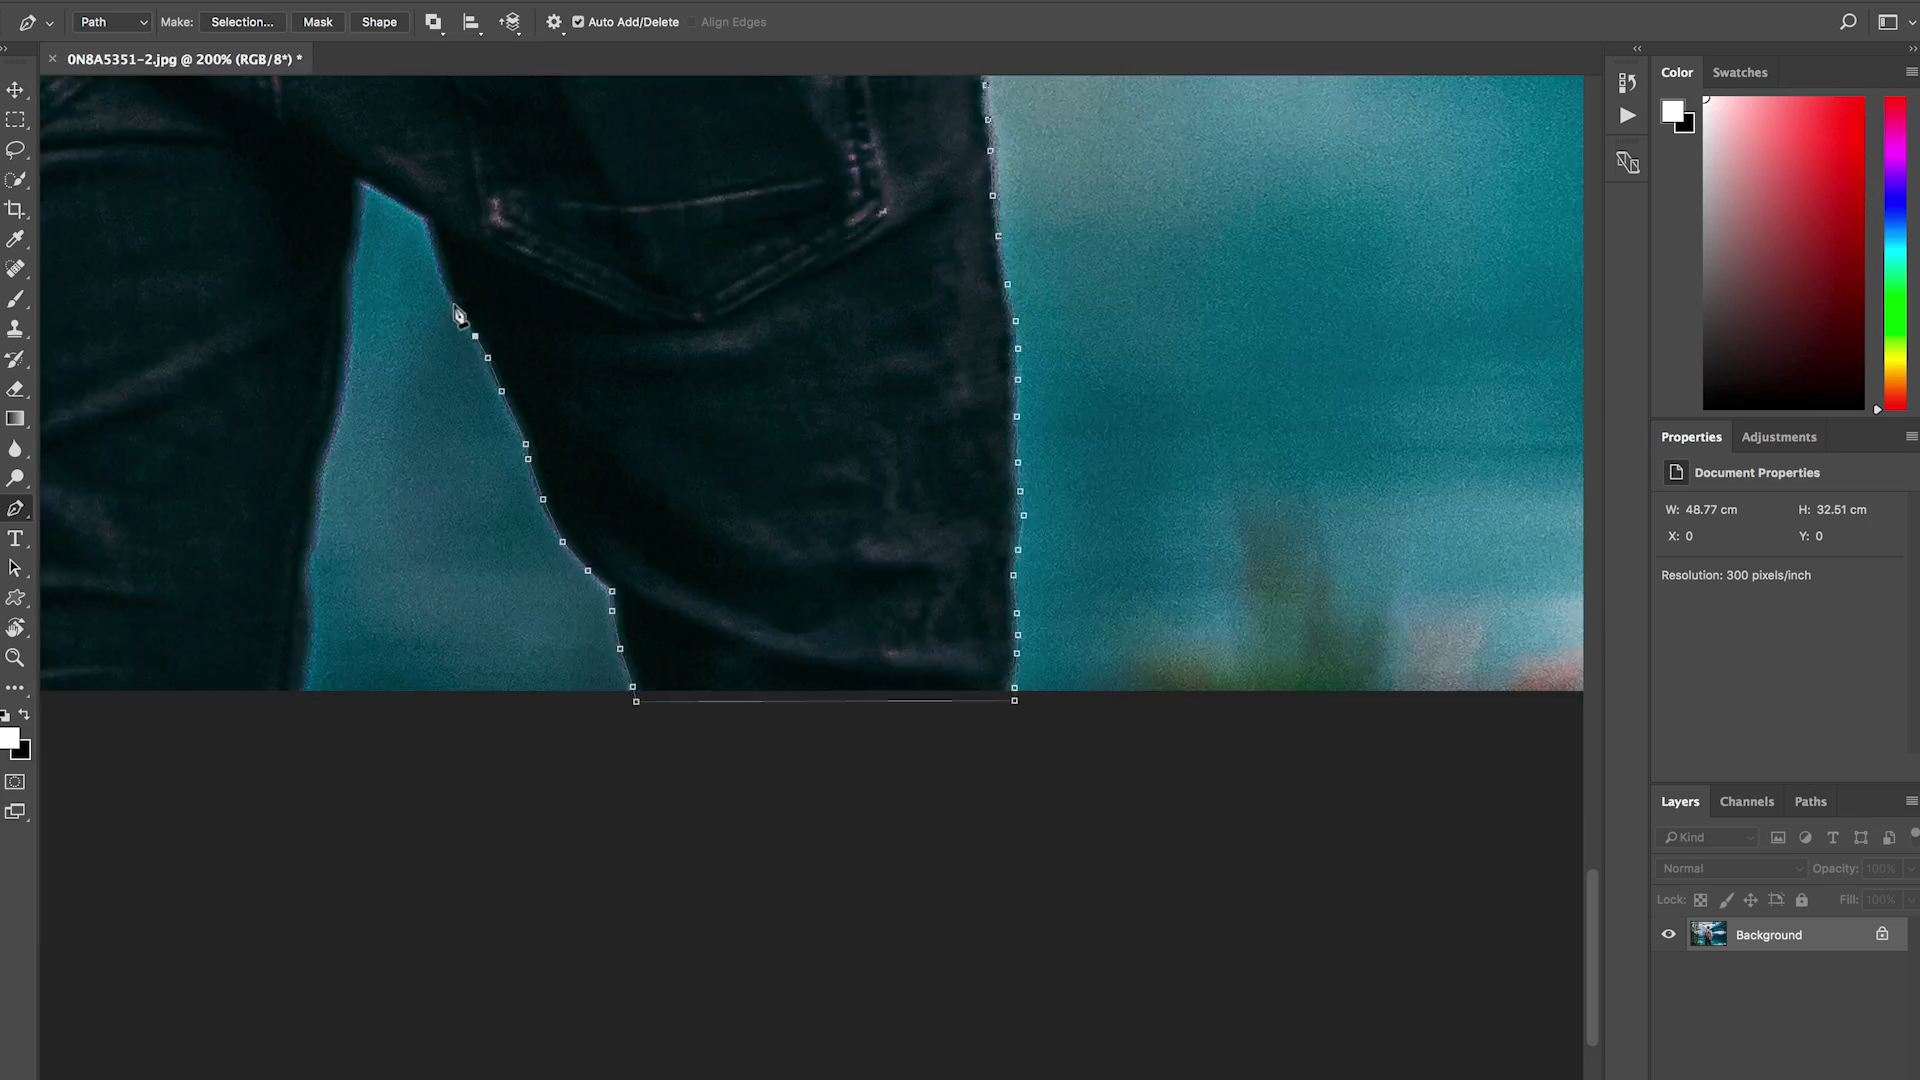 Path
Make:
Selection...
Mask
Shape
Auto Add/Delete
Align Edges
0N8A5351-2.jpg @ 200% (RGB/8*) *
Color
Swatches
Properties
Adjustments
Document Properties
W: 48.77 cm
H: 32.51 cm
X: 0
Y: 0
Resolution: 300 pixels/inch
Layers
Channels
Paths
Kind
Normal
Opacity: 100%
Lock:
Fill: 100%
Background